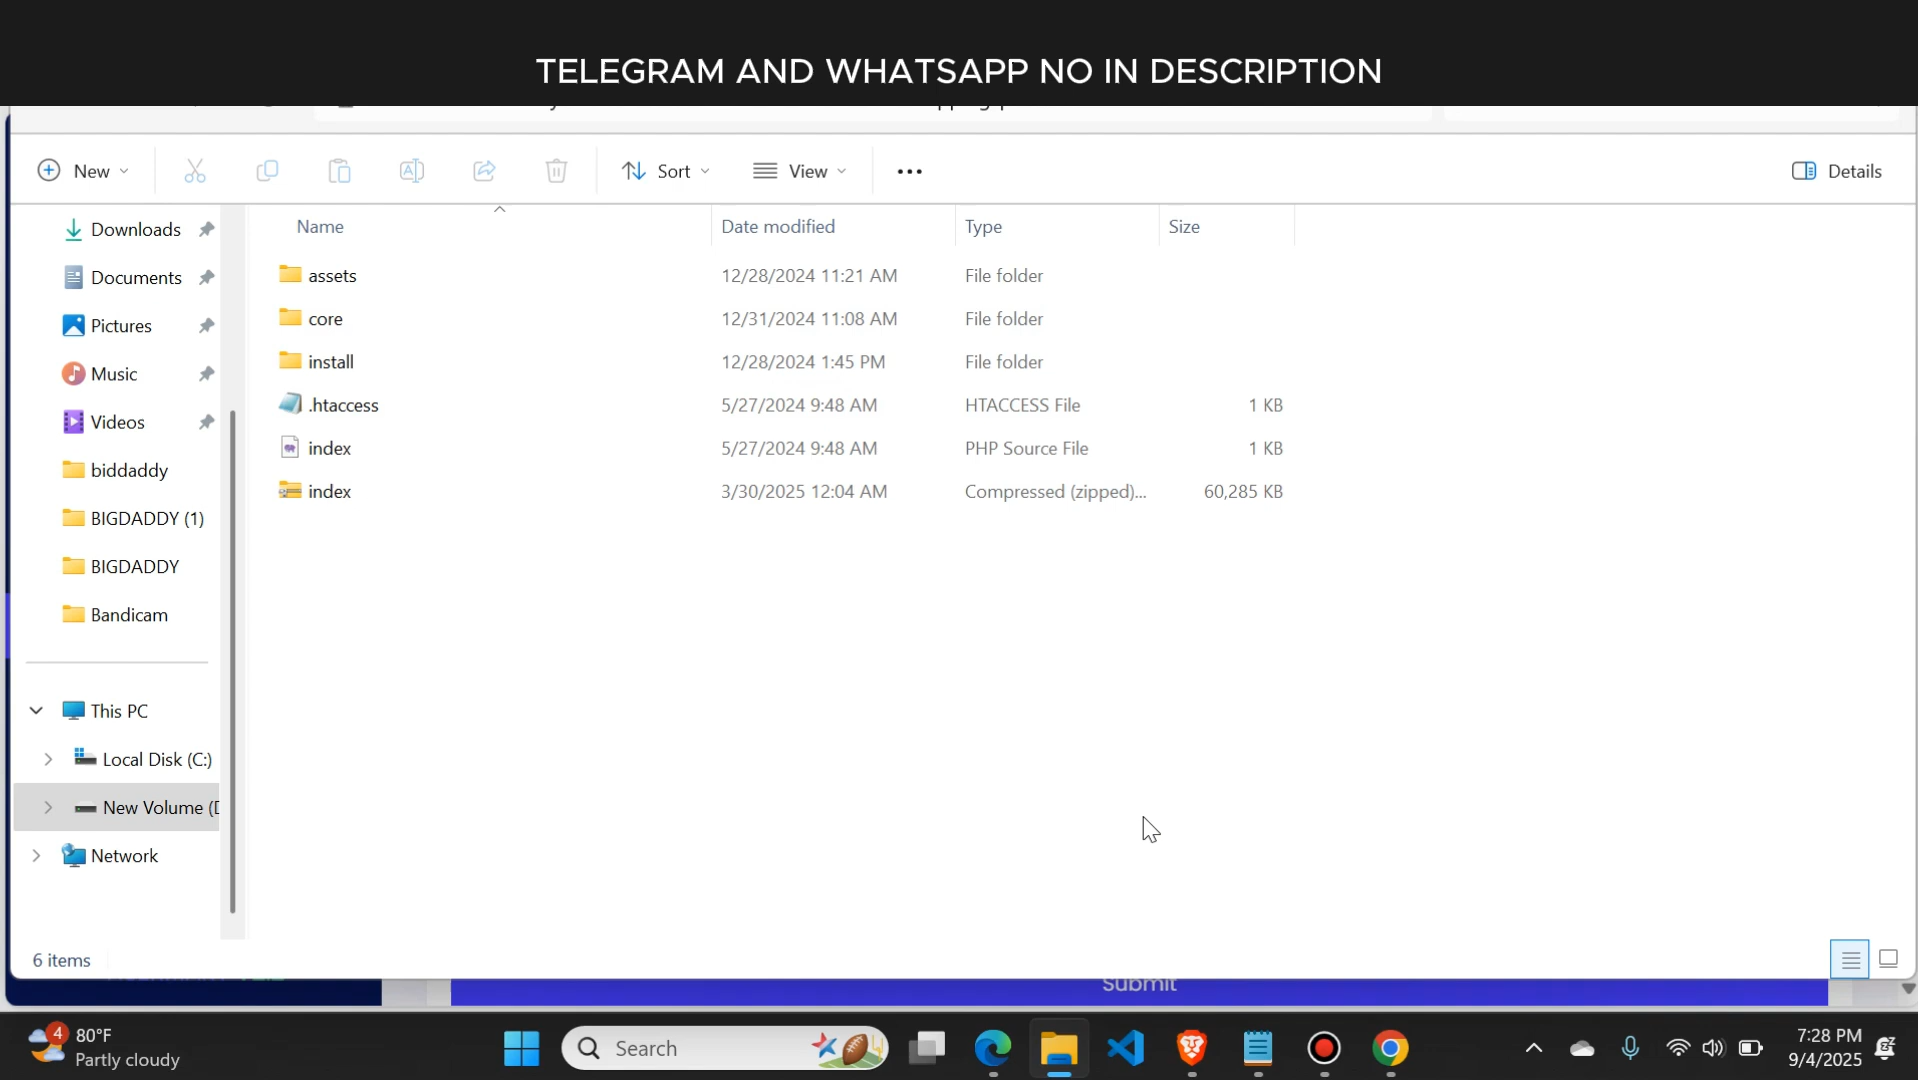 TELEGRAM AND WHATSAPP NO IN DESCRIPTION
New
Sort
View
Details
Name Date modified Type Size
Downloads
Documents
Pictures
Music
Videos
biddaddy
BIGDADDY (1)
BIGDADDY
Bandicam
This PC
Local Disk (C:)
New Volume (D
Network
assets 12/28/2024 11:21 AM File folder
core 12/31/2024 11:08 AM File folder
install 12/28/2024 1:45 PM File folder
.htaccess 5/27/2024 9:48 AM HTACCESS File 1 KB
index 5/27/2024 9:48 AM PHP Source File 1 KB
index 3/30/2025 12:04 AM Compressed (zipped)... 60,285 KB
6 items
Submit
4
80°F
Partly cloudy
Search
7:28 PM
9/4/2025